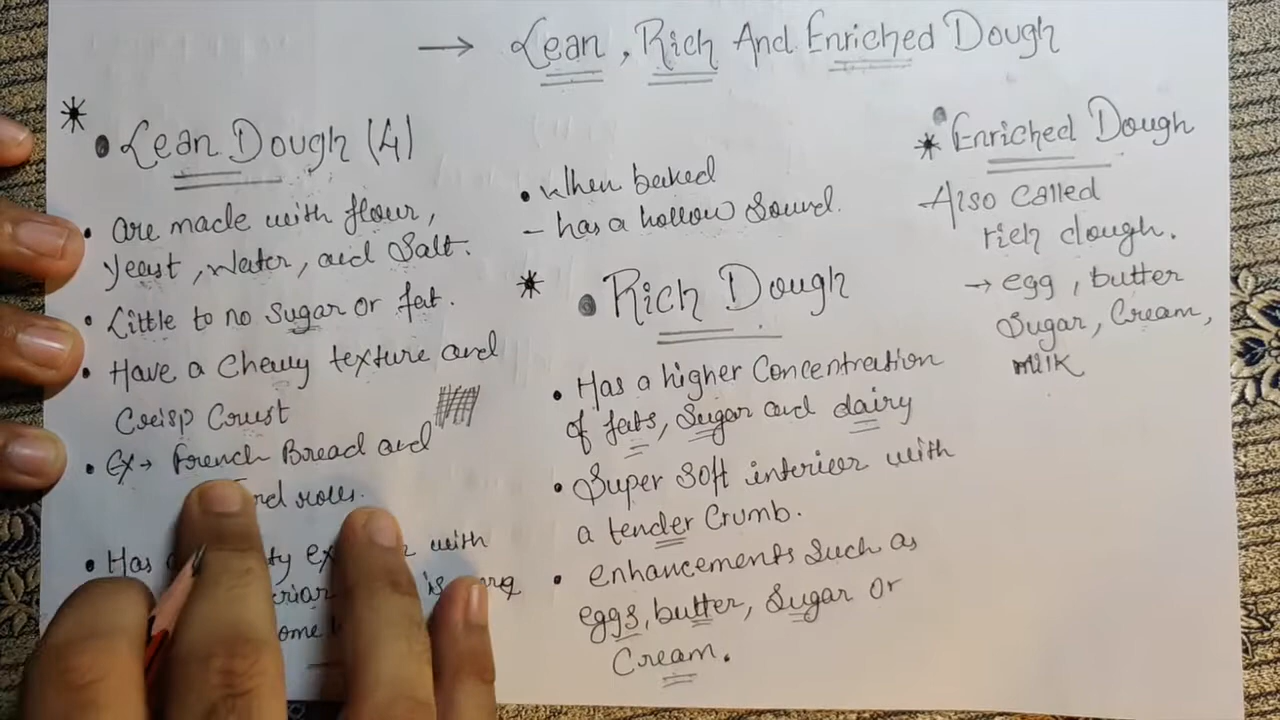 → Lean, Rich And Enriched Dough
* • Lean Dough (4)
• are made with flour,
yeast, water, and Salt.
• Little to no Sugar or fat.
• Have a Chewy texture and
Crisp Crust
• Ex → French Bread and
rolls.
• Has with
is
• When baked
- has a hollow Sound.
* • Rich Dough
• Has a higher Concentration
of fats, Sugar and dairy
• Super Soft interior with
a tender Crumb.
• enhancements Such as
eggs, butter, Sugar or
Cream.
* Enriched Dough
Also called
rich dough.
→ egg, butter
Sugar, Cream,
Milk